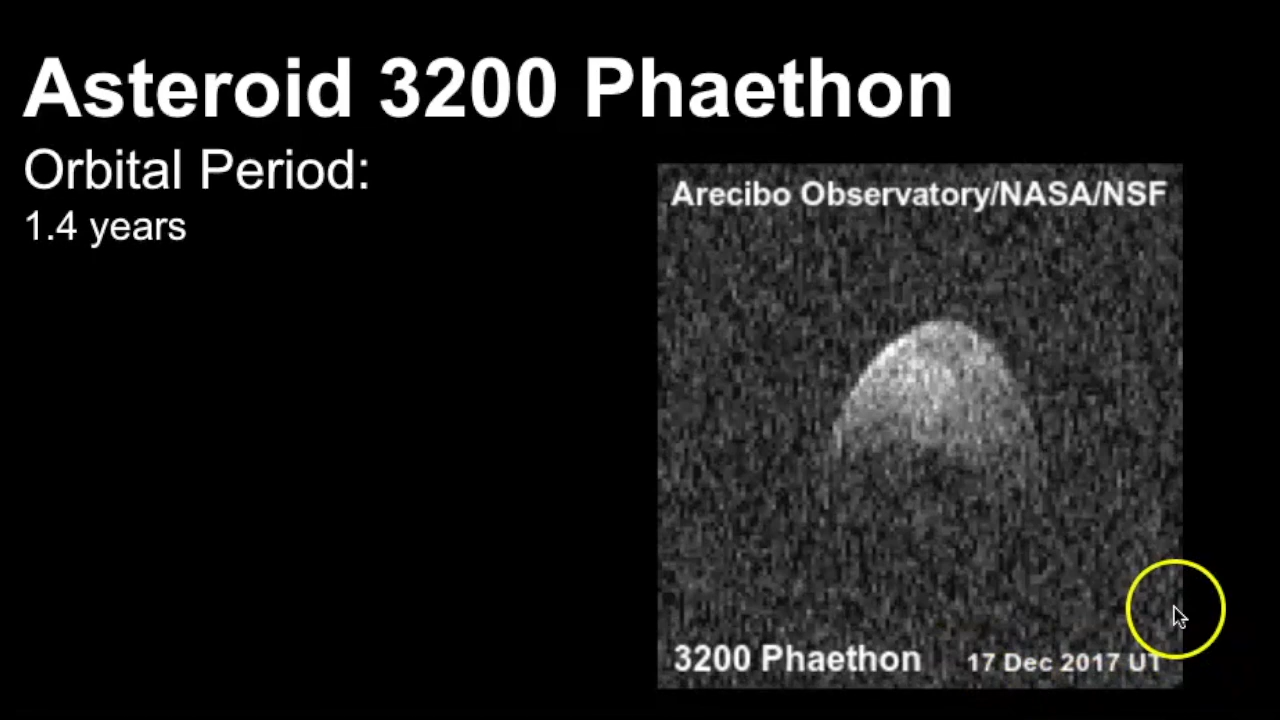 Asteroid 3200 Phaethon
Orbital Period:
1.4 years
Arecibo Observatory/NASA/NSF
3200 Phaethon
17 Dec 2017 UT